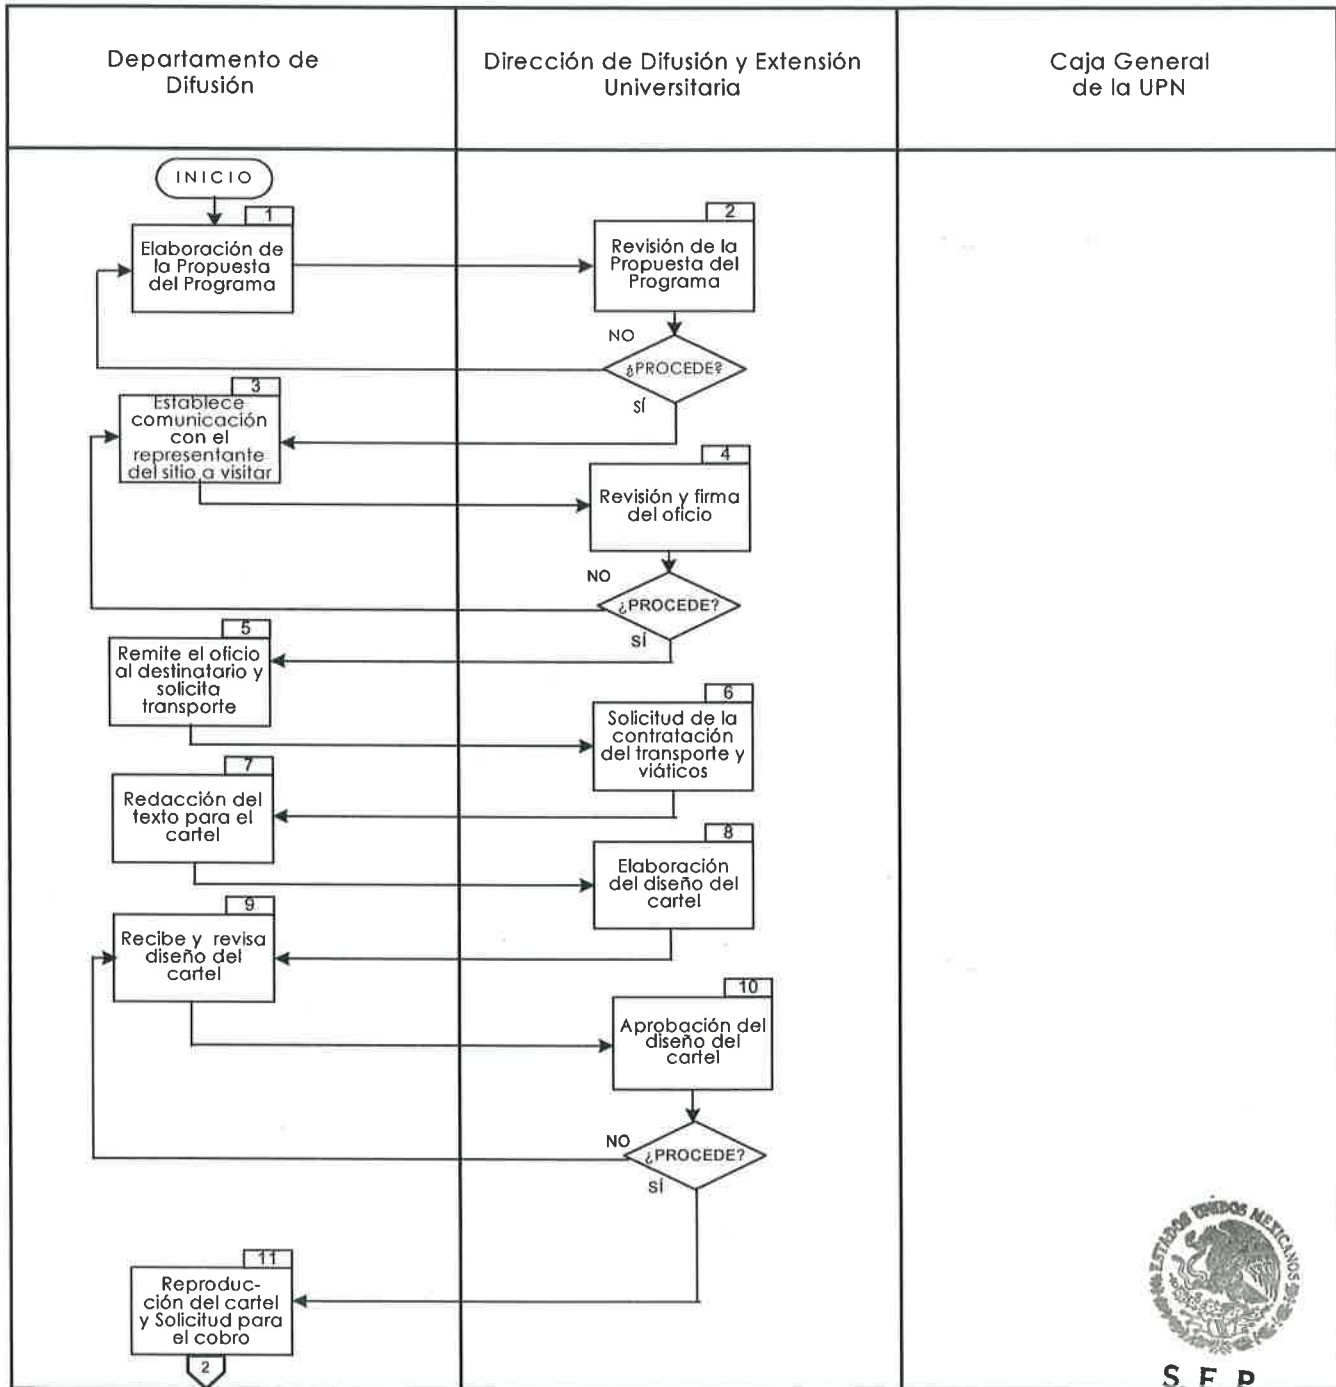 Departamento de
Difusión
Dirección de Difusión y Extensión
Universitaria
Caja General
de la UPN
INICIO
1
Elaboración de
la Propuesta
del Programa
2
Revisión de la
Propuesta del
Programa
NO
¿PROCEDE?
SÍ
3
Establece
comunicación
con el
representante
del sitio a visitar
4
Revisión y firma
del oficio
NO
¿PROCEDE?
SÍ
5
Remite el oficio
al destinatario y
solicita
transporte
6
Solicitud de la
contratación
del transporte y
viáticos
7
Redacción del
texto para el
cartel
8
Elaboración
del diseño del
cartel
9
Recibe y revisa
diseño del
cartel
10
Aprobación del
diseño del
cartel
NO
¿PROCEDE?
SÍ
11
Reproduc-
ción del cartel
y Solicitud para
el cobro
2
ESTADOS UNIDOS MEXICANOS
S E P